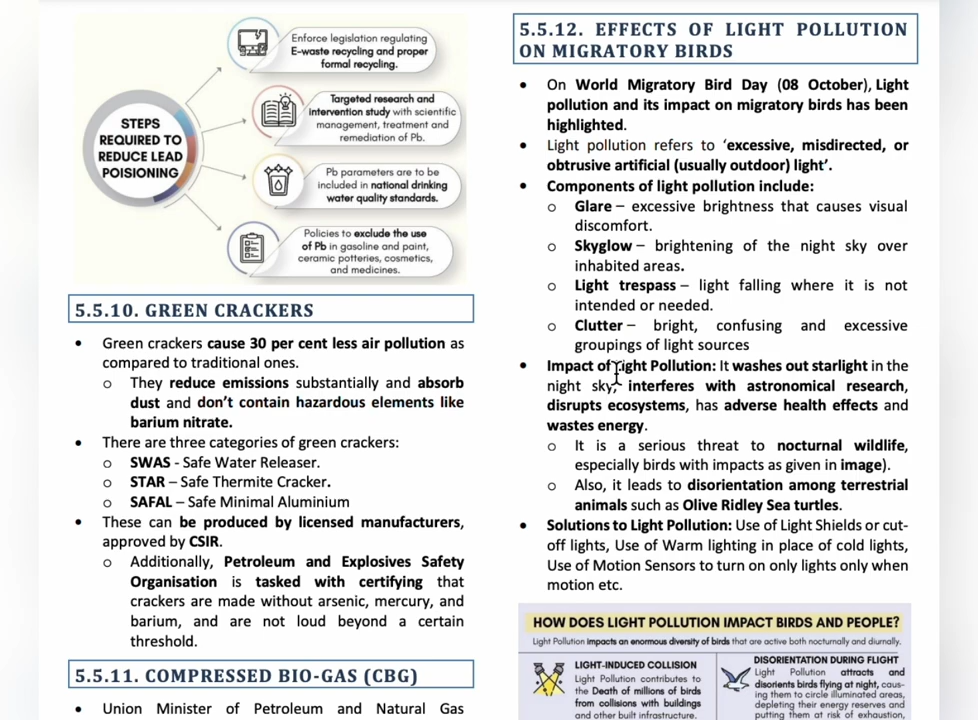 Enforce legislation regulating
E-waste recycling and proper
formal recycling.
Targeted research and
intervention study with scientific
management, treatment and
remediation of Pb.
STEPS
REQUIRED TO
REDUCE LEAD
POISIONING
Pb parameters are to be
included in national drinking
water quality standards.
Policies to exclude the use
of Pb in gasoline and paint,
ceramic potteries, cosmetics,
and medicines.
5.5.10. GREEN CRACKERS
• Green crackers cause 30 per cent less air pollution as
compared to traditional ones.
o They reduce emissions substantially and absorb
dust and don’t contain hazardous elements like
barium nitrate.
• There are three categories of green crackers:
o SWAS - Safe Water Releaser.
o STAR – Safe Thermite Cracker.
o SAFAL – Safe Minimal Aluminium
• These can be produced by licensed manufacturers,
approved by CSIR.
o Additionally, Petroleum and Explosives Safety
Organisation is tasked with certifying that
crackers are made without arsenic, mercury, and
barium, and are not loud beyond a certain
threshold.
5.5.11. COMPRESSED BIO-GAS (CBG)
• Union Minister of Petroleum and Natural Gas
5.5.12. EFFECTS OF LIGHT POLLUTION
ON MIGRATORY BIRDS
• On World Migratory Bird Day (08 October), Light
pollution and its impact on migratory birds has been
highlighted.
• Light pollution refers to ‘excessive, misdirected, or
obtrusive artificial (usually outdoor) light’.
• Components of light pollution include:
o Glare – excessive brightness that causes visual
discomfort.
o Skyglow – brightening of the night sky over
inhabited areas.
o Light trespass – light falling where it is not
intended or needed.
o Clutter – bright, confusing and excessive
groupings of light sources
• Impact of Light Pollution: It washes out starlight in the
night sky, interferes with astronomical research,
disrupts ecosystems, has adverse health effects and
wastes energy.
o It is a serious threat to nocturnal wildlife,
especially birds with impacts as given in image).
o Also, it leads to disorientation among terrestrial
animals such as Olive Ridley Sea turtles.
• Solutions to Light Pollution: Use of Light Shields or cut-
off lights, Use of Warm lighting in place of cold lights,
Use of Motion Sensors to turn on only lights only when
motion etc.
HOW DOES LIGHT POLLUTION IMPACT BIRDS AND PEOPLE?
Light Pollution impacts an enormous diversity of birds that are active both nocturnally and diurnally.
LIGHT-INDUCED COLLISION
Light Pollution contributes to
the Death of millions of birds
from collisions with buildings
and other built infrastructure.
DISORIENTATION DURING FLIGHT
Light Pollution attracts and
disorients birds flying at night, caus-
ing them to circle illuminated areas,
depleting their energy reserves and
putting them at risk of exhaustion,